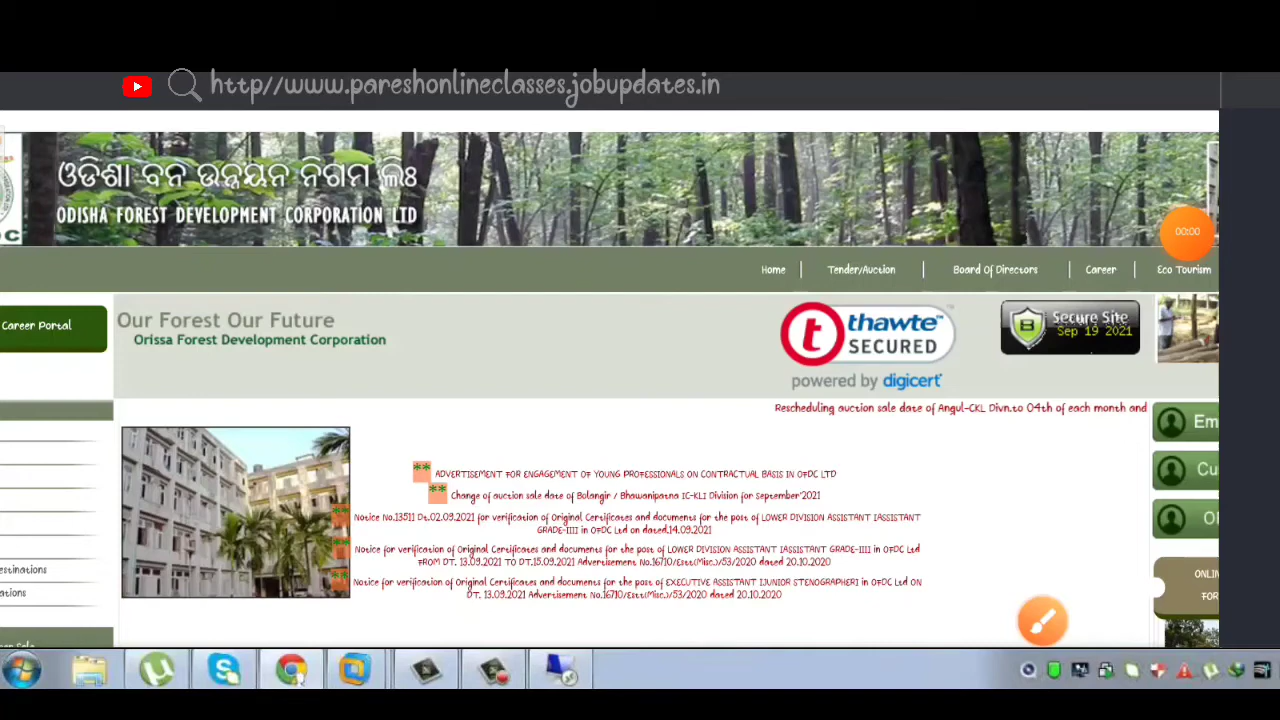 http//www.pareshonlineclasses.jobupdates.in
ଓଡିଶା ବନ ଉନ୍ନୟନ ନିଗମ ଲିଃ
ODISHA FOREST DEVELOPMENT CORPORATION LTD
00:00
Home
Tender/Auction
Board Of Directors
Career
Eco Tourism
Career Portal
Our Forest Our Future
Orissa Forest Development Corporation
thawte™
SECURED
powered by digicert
Secure Site
Sep 19 2021
Rescheduling auction sale date of Angul-CKL Divn.to 04th of each month and
** ADVERTISEMENT FOR ENGAGEMENT OF YOUNG PROFESSIONALS ON CONTRACTUAL BASIS IN OFDC LTD
** Change of auction sale date of Bolangir / Bhawanipatna (C-KL) Division for September'2021
** Notice No.13511 Dt.02.09.2021 for verification of Original Certificates and documents for the post of LOWER DIVISION ASSISTANT (ASSISTANT
GRADE-III) in OFDC Ltd on dated.14.09.2021
** Notice for verification of Original Certificates and documents for the post of LOWER DIVISION ASSISTANT (ASSISTANT GRADE-III) in OFDC Ltd
FROM DT. 13.09.2021 TO DT.15.09.2021 Advertisement No.16710/Estt(Misc.)/53/2020 dated 20.10.2020
** Notice for verification of Original Certificates and documents for the post of EXECUTIVE ASSISTANT (JUNIOR STENOGRAPHER) in OFDC Ltd ON
DT. 13.09.2021 Advertisement No.16710/Estt(Misc.)/53/2020 dated 20.10.2020
Em
Cu
ONLIN
FOR